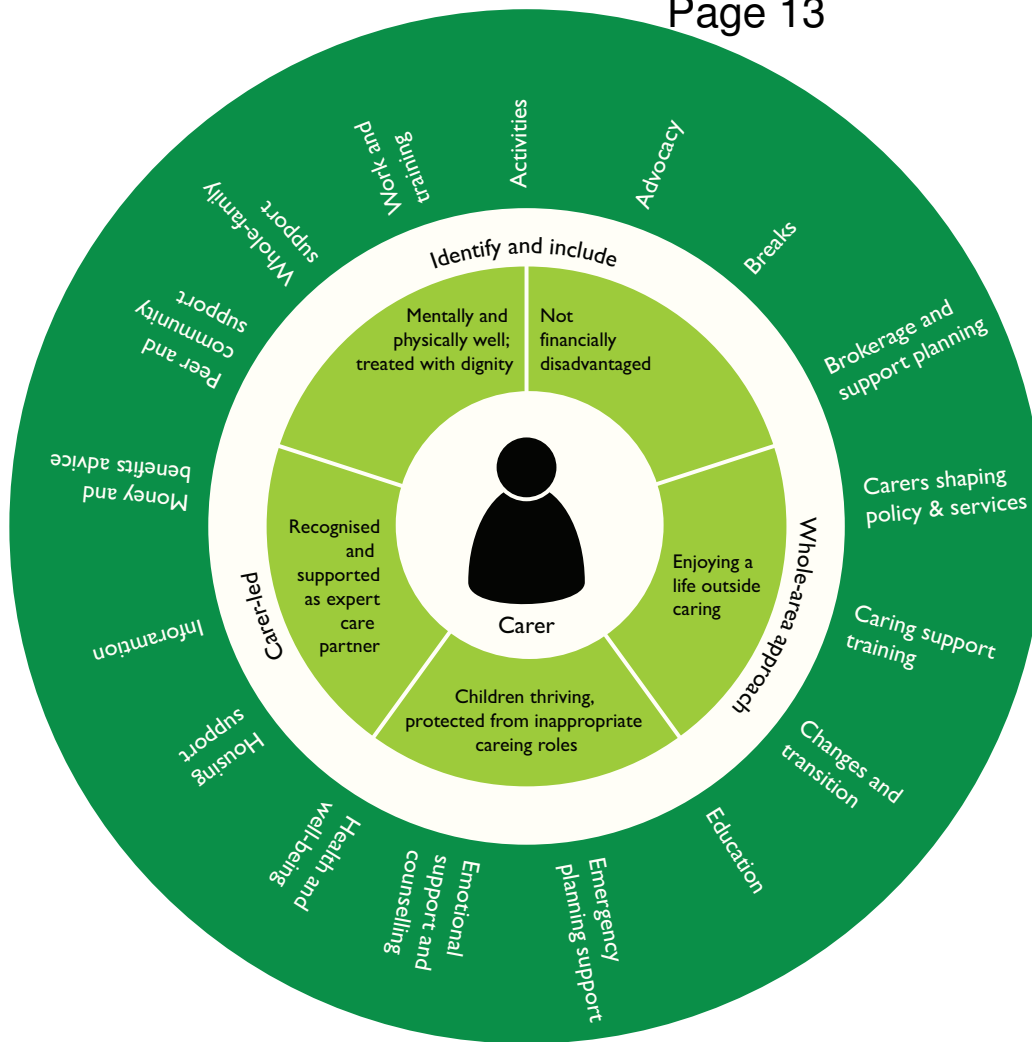 Page 13
Activities
Advocacy
Breaks
Brokerage and
support planning
Carers shaping
policy & services
Caring support
training
Changes and
transition
Education
Emergency
planning support
Emotional
support and
counselling
Health and
well-being
Housing
support
Inforamtion
Money and
benefits advice
Peer and
community
support
Whole-family
support
Work and
training
Identify and include
Whole-area approach
Carer-led
Mentally and
physically well;
treated with dignity
Not
financially
disadvantaged
Enjoying a
life outside
caring
Children thriving,
protected from inappropriate
careing roles
Recognised
and
supported
as expert
care
partner
Carer